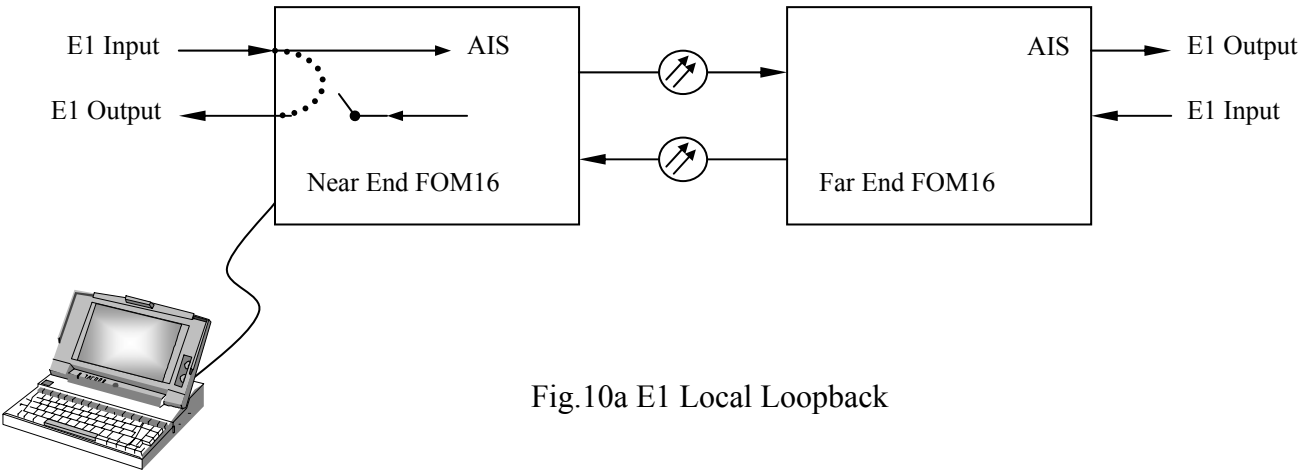 E1 Input
AIS
AIS
E1 Output
E1 Output
E1 Input
Near End FOM16
Far End FOM16
Fig.10a E1 Local Loopback